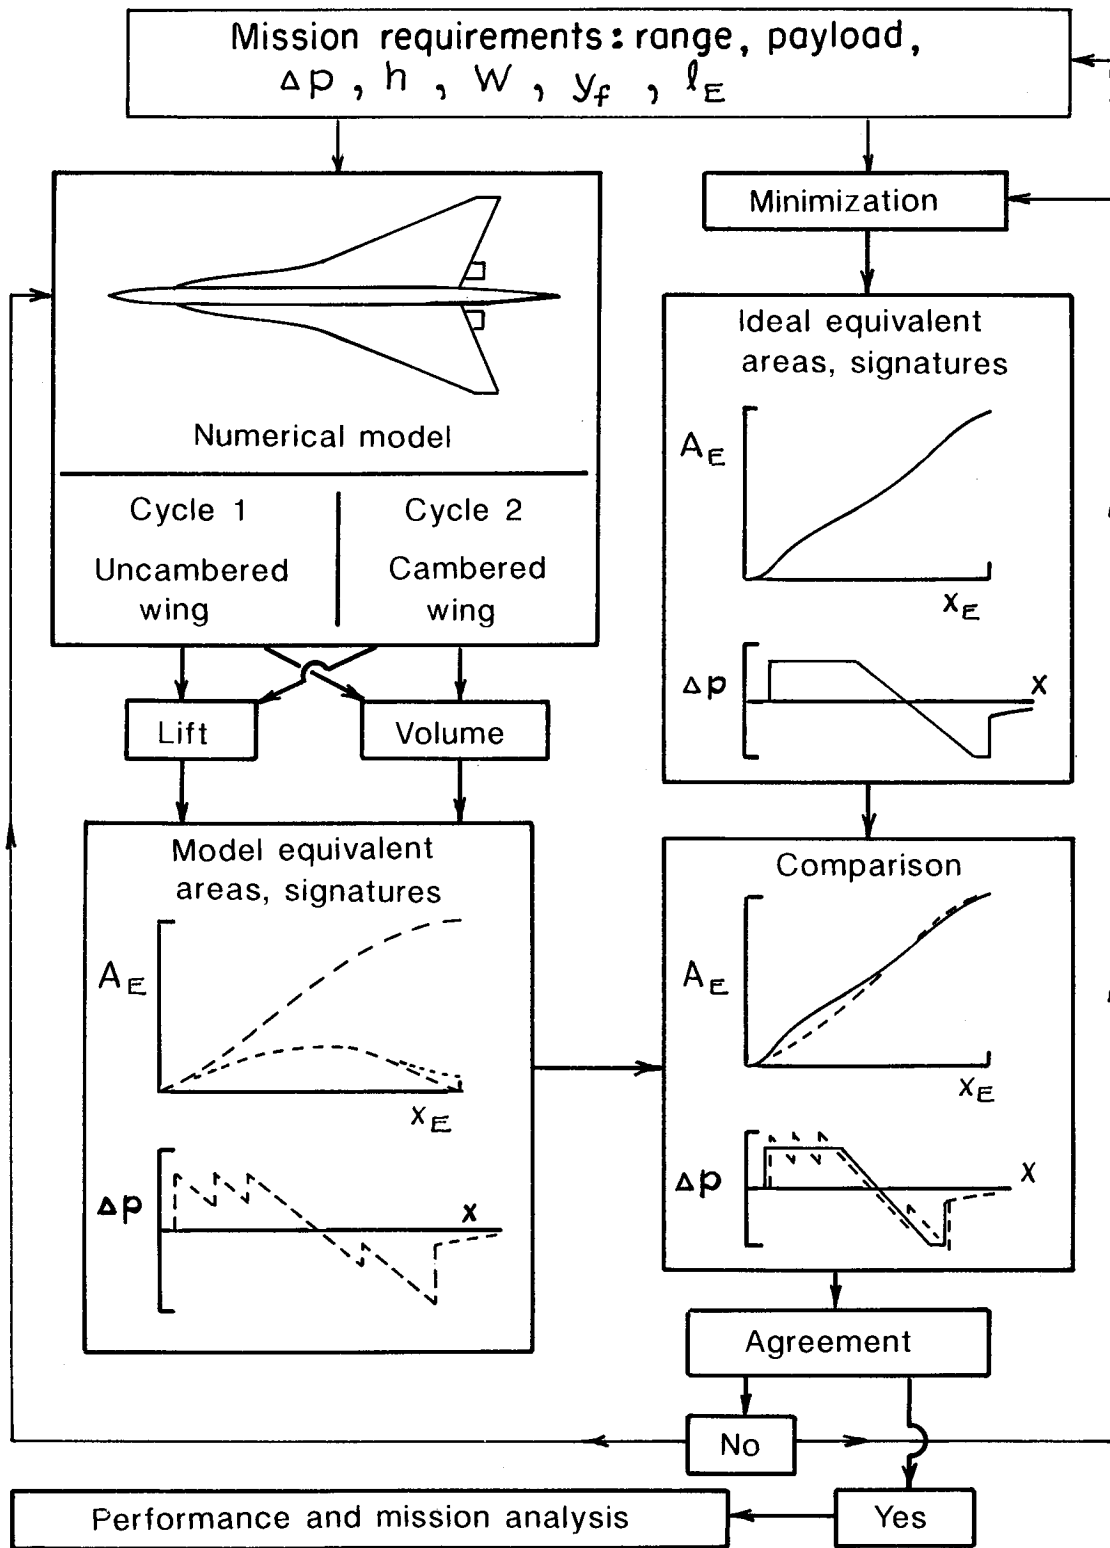 Mission requirements: range, payload,
Δp, h, W, y_f, l_E
Minimization
Numerical model
Cycle 1
Uncambered
wing
Cycle 2
Cambered
wing
Ideal equivalent
areas, signatures
A_E
x_E
Δp
x
Lift
Volume
Model equivalent
areas, signatures
A_E
x_E
Δp
x
Comparison
A_E
x_E
Δp
x
Agreement
No
Yes
Performance and mission analysis